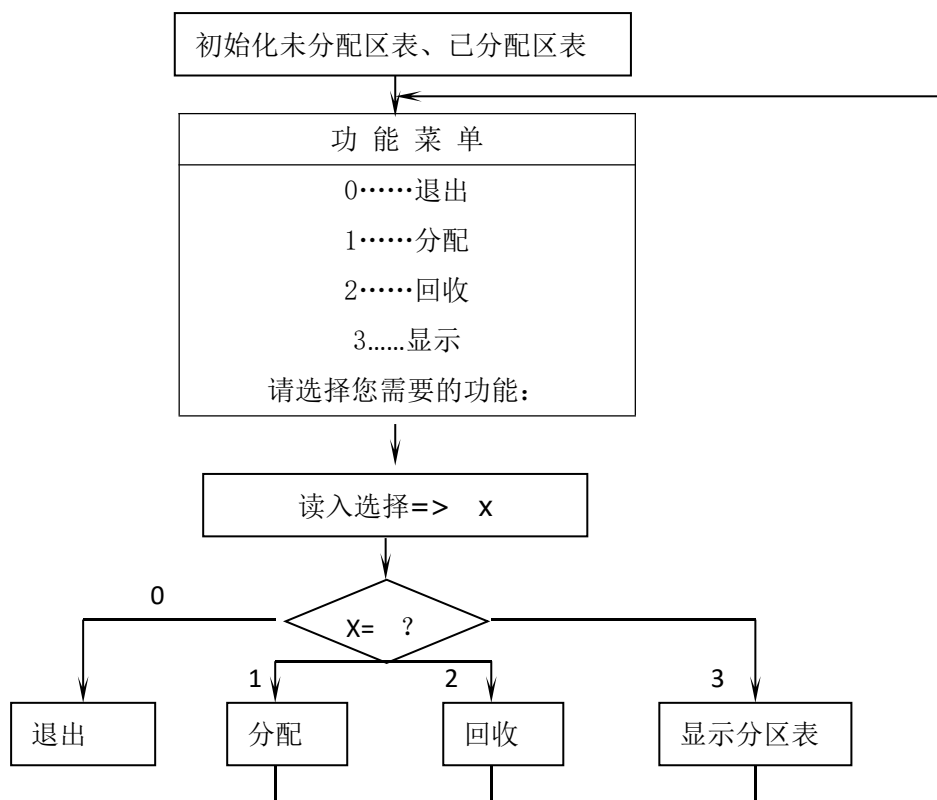 初始化未分配区表、已分配区表
功 能 菜 单
0……退出
1……分配
2……回收
3……显示
请选择您需要的功能：
读入选择=> x
0
X= ？
1
2
3
退出
分配
回收
显示分区表